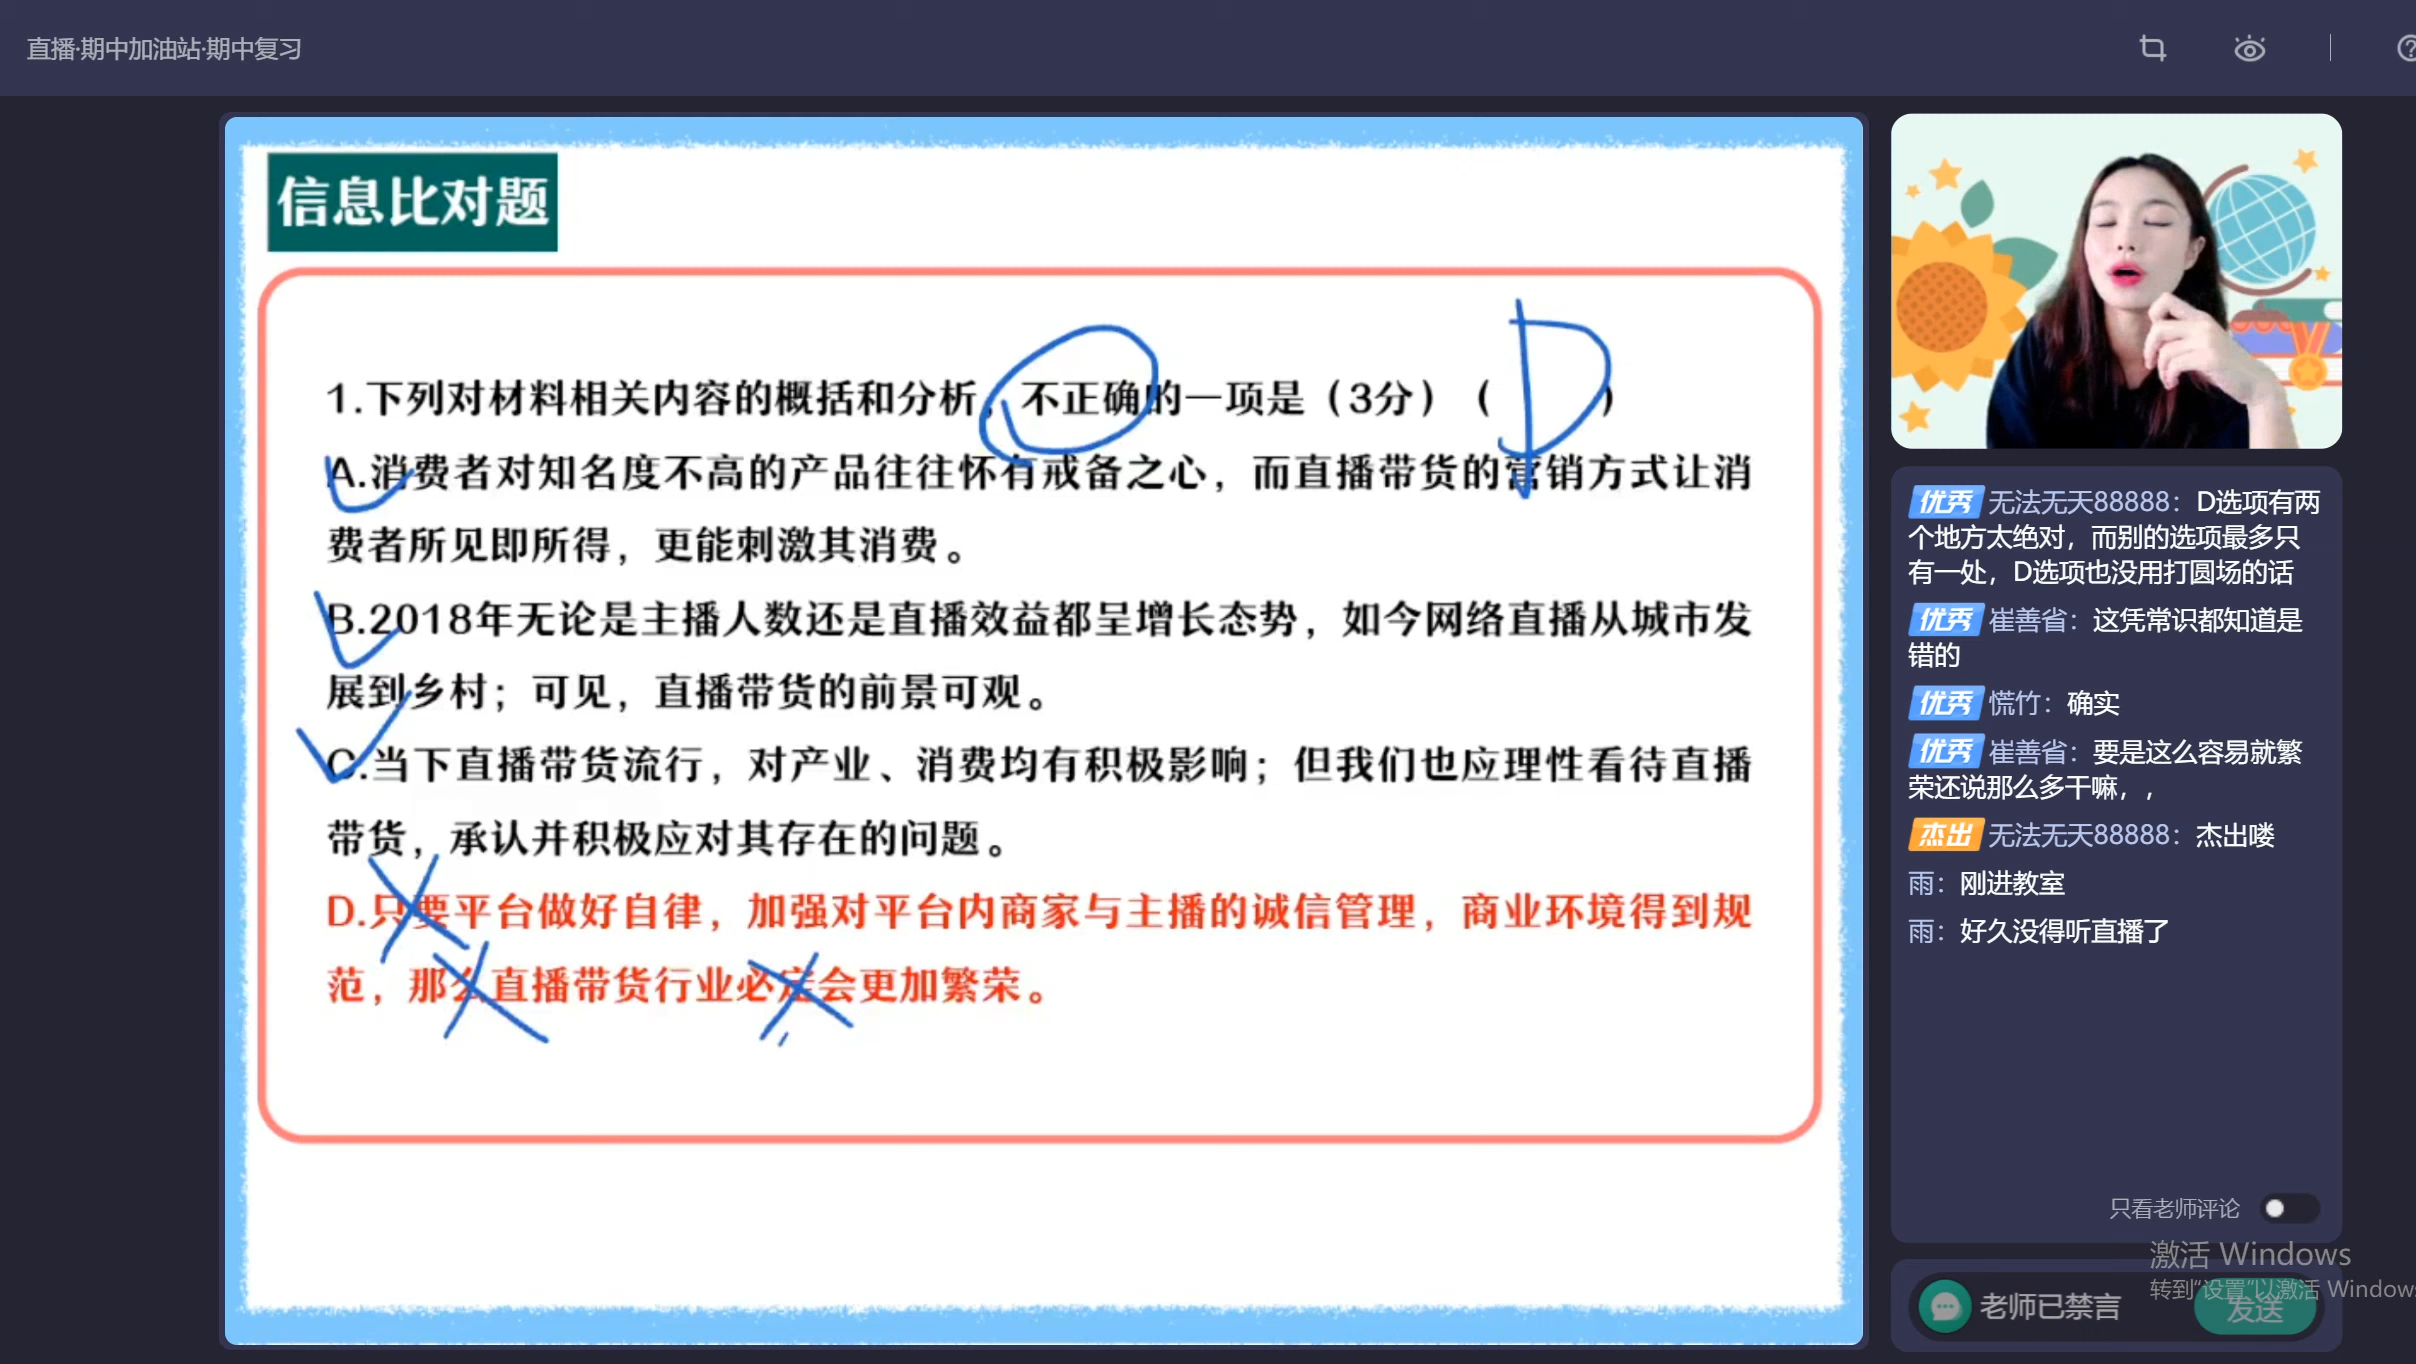 直播·期中加油站·期中复习
信息比对题
1.下列对材料相关内容的概括和分析，不正确的一项是（3分）（ D ）
A.消费者对知名度不高的产品往往怀有戒备之心，而直播带货的营销方式让消
费者所见即所得，更能刺激其消费。
B.2018年无论是主播人数还是直播效益都呈增长态势，如今网络直播从城市发
展到乡村；可见，直播带货的前景可观。
C.当下直播带货流行，对产业、消费均有积极影响；但我们也应理性看待直播
带货，承认并积极应对其存在的问题。
D.只要平台做好自律，加强对平台内商家与主播的诚信管理，商业环境得到规
范，那么直播带货行业必定会更加繁荣。
优秀 无法无天88888：D选项有两
个地方太绝对，而别的选项最多只
有一处，D选项也没用打圆场的话
优秀 崔善省：这凭常识都知道是
错的
优秀 慌竹：确实
优秀 崔善省：要是这么容易就繁
荣还说那么多干嘛，，
杰出 无法无天88888：杰出喽
雨：刚进教室
雨：好久没得听直播了
只看老师评论
激活 Windows
转到"设置"以激活 Windows
老师已禁言
发送